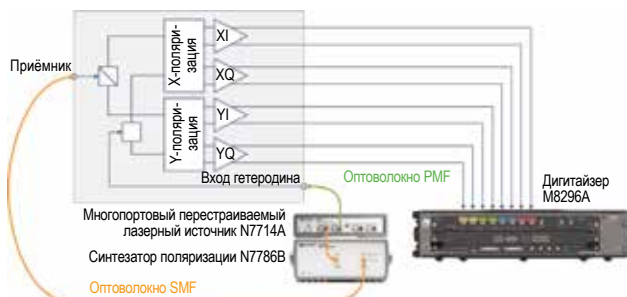 Приёмник
X-поляри-
зация
Y-поляри-
зация
XI
XQ
YI
YQ
Вход гетеродина
Оптоволокно PMF
Дигитайзер
M8296A
Многопортовый перестраиваемый
лазерный источник N7714A
Синтезатор поляризации N7786B
Оптоволокно SMF